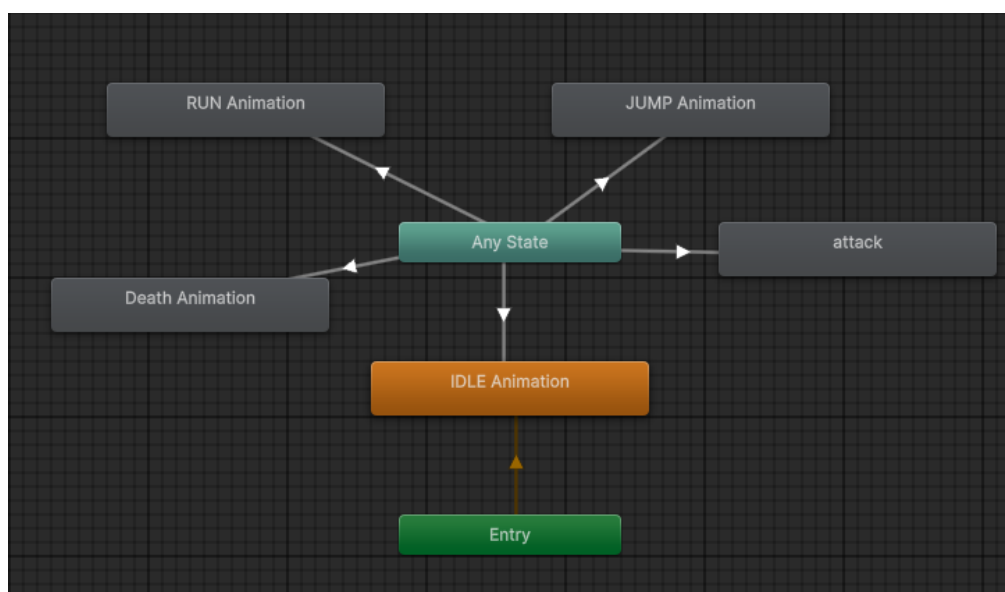 RUN Animation
JUMP Animation
Any State
attack
Death Animation
IDLE Animation
Entry